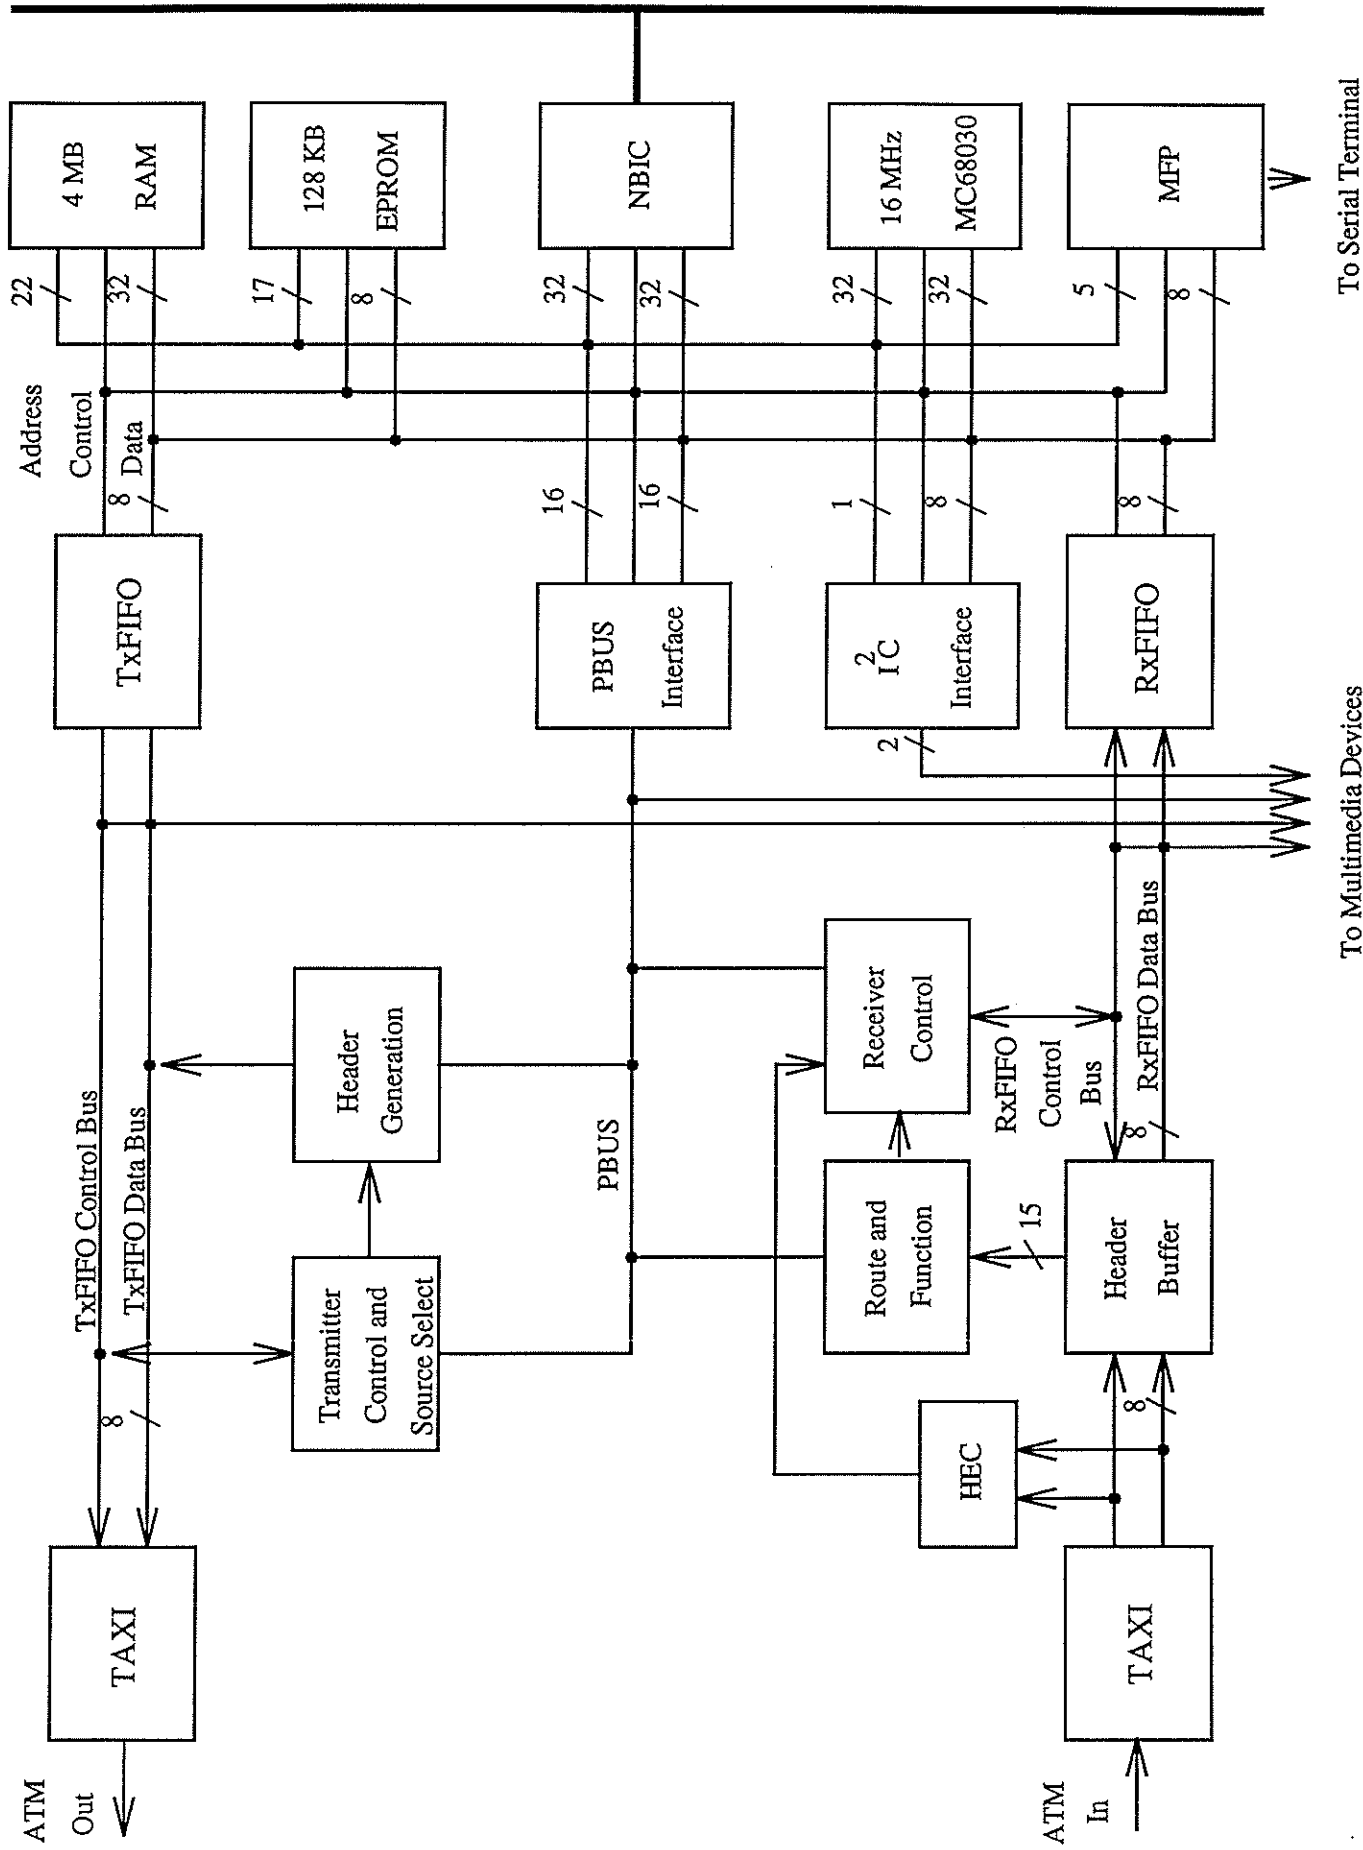 ATM
Out
TAXI
8
TxFIFO Control Bus
TxFIFO Data Bus
Transmitter
Control and
Source Select
Header
Generation
TxFIFO
8
Address
Control
Data
22
32
4 MB
RAM
17
8
128 KB
EPROM
PBUS
PBUS
Interface
16
16
32
32
NBIC
HEC
Route and
Function
Receiver
Control
2
2
IC
Interface
1
8
32
32
16 MHz
MC68030
ATM
In
TAXI
8
Header
Buffer
15
8
RxFIFO
Control
Bus
RxFIFO Data Bus
RxFIFO
8
5
8
MFP
To Multimedia Devices
To Serial Terminal